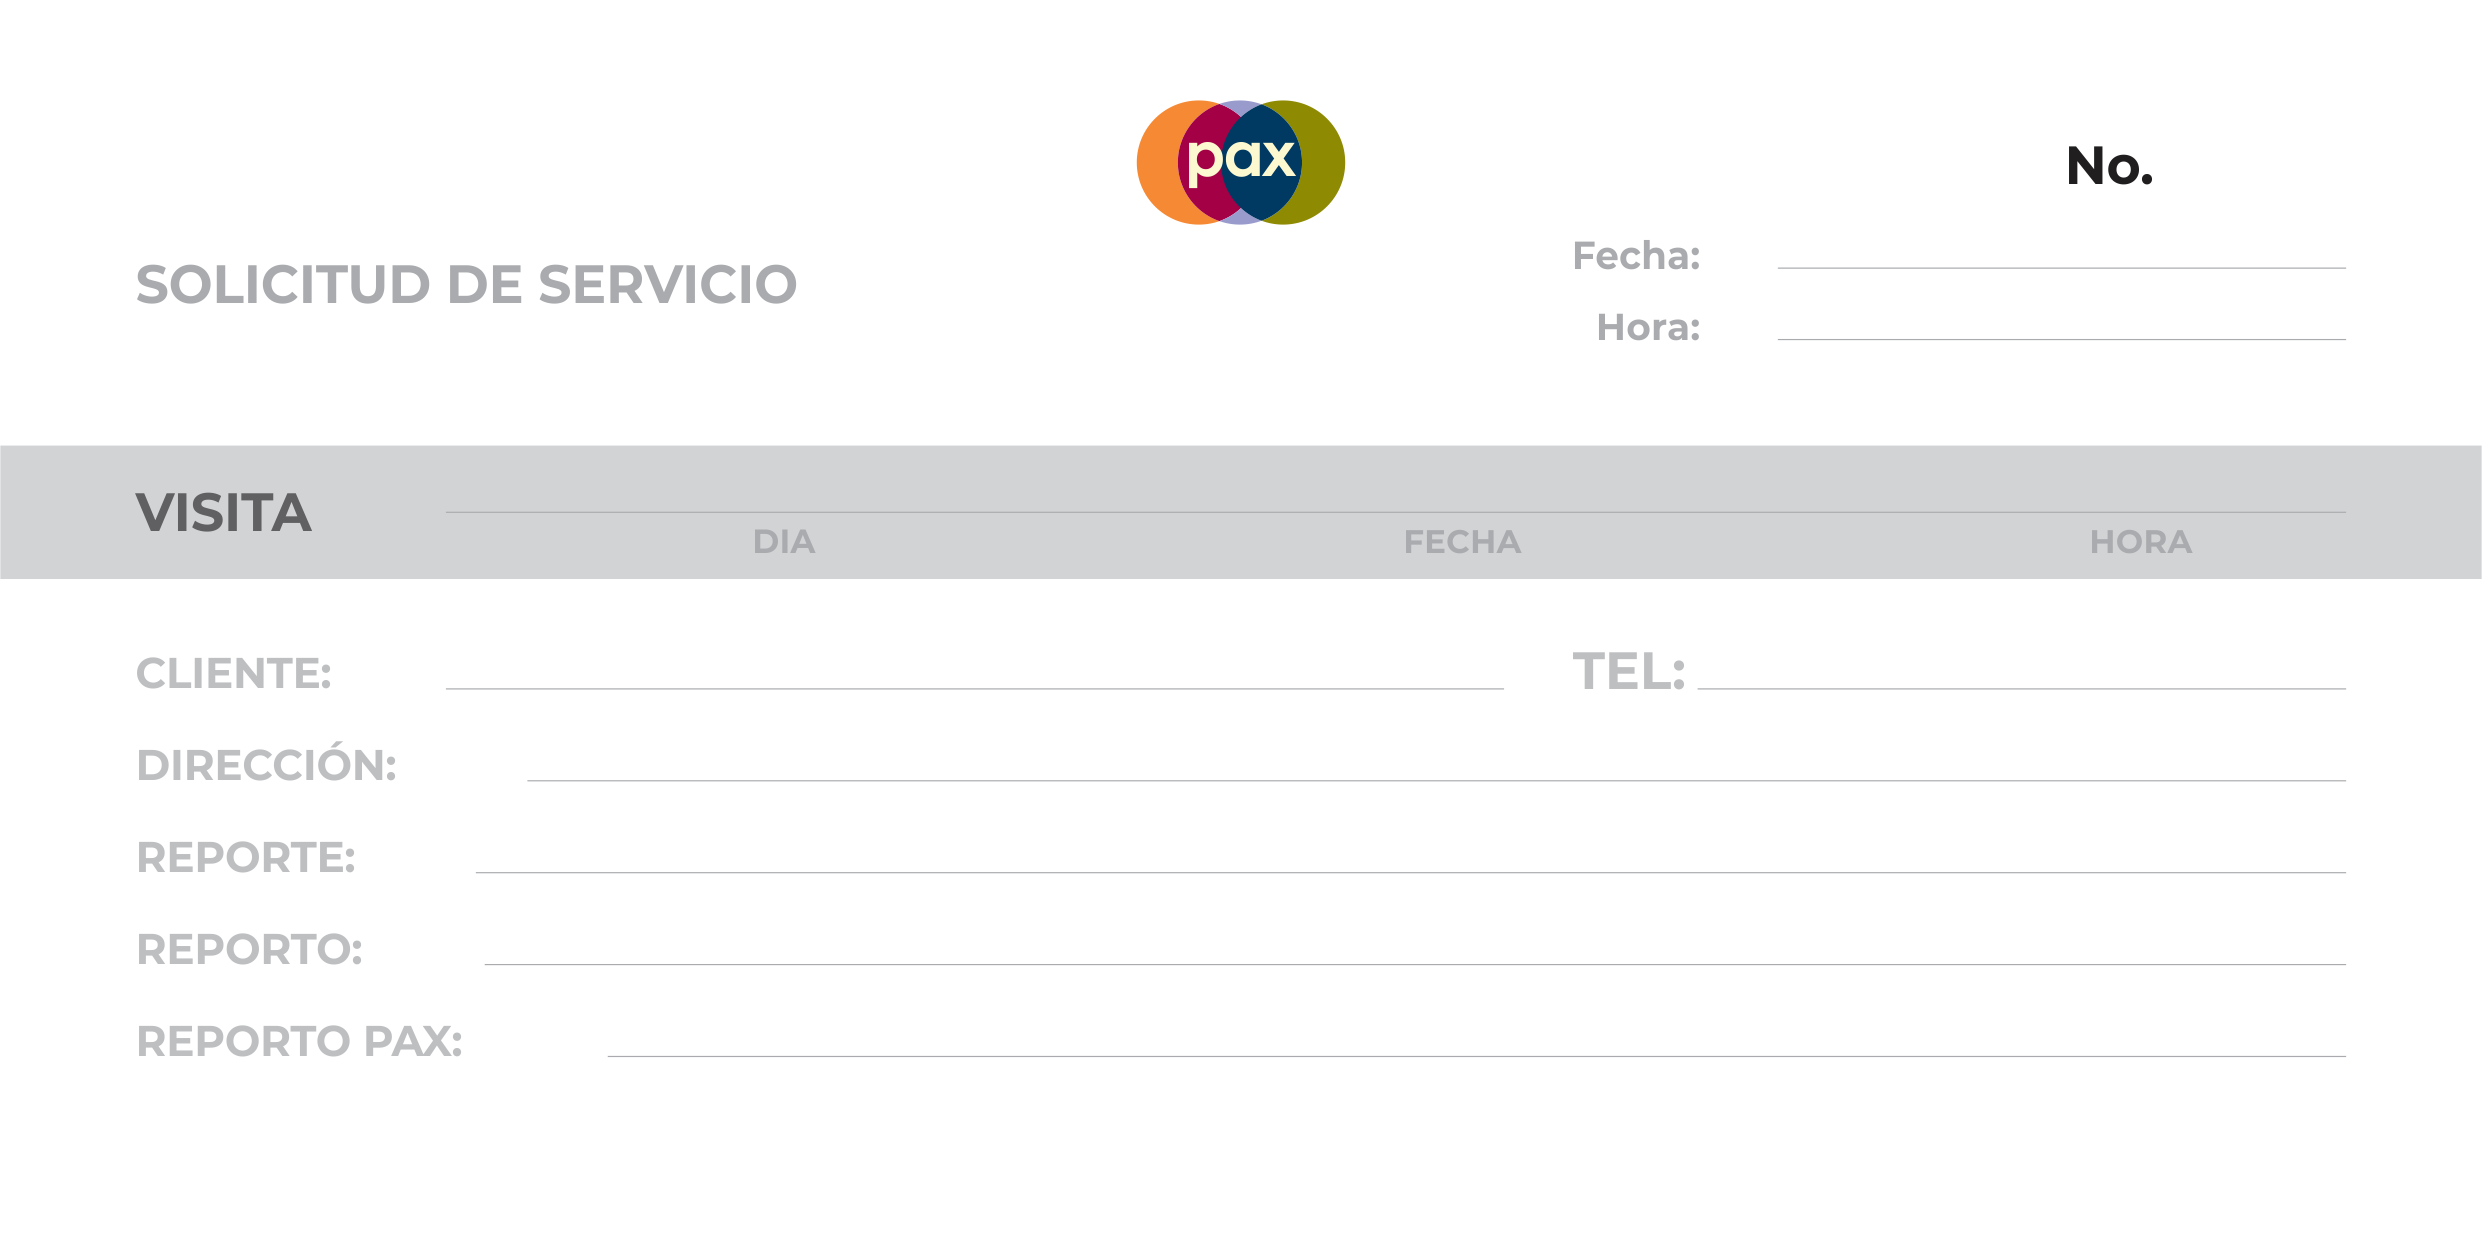 pax
No.
SOLICITUD DE SERVICIO
Fecha:
Hora:
VISITA
DIA FECHA HORA
CLIENTE: TEL:
DIRECCIÓN:
REPORTE:
REPORTO:
REPORTO PAX: